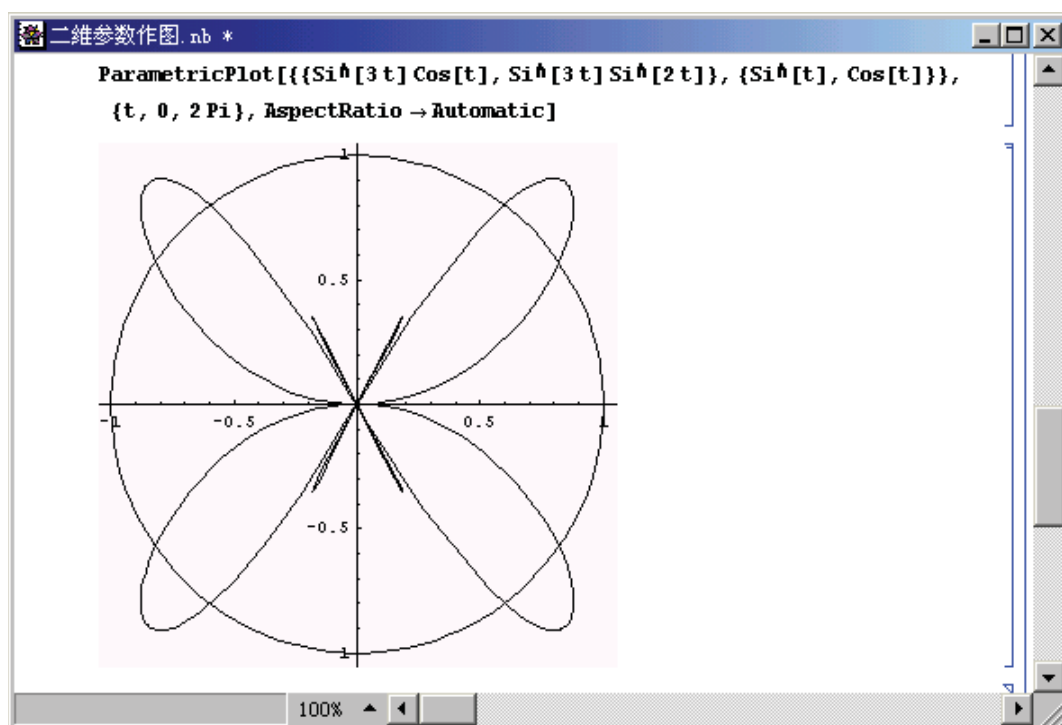 二維参数作图.nb *
ParametricPlot[{{Sin[3 t] Cos[t], Sin[3 t] Sin[2 t]}, {Sin[t], Cos[t]}},
{t, 0, 2 Pi}, AspectRatio → Automatic]
1
0.5
-1 -0.5 0.5 1
-0.5
1
100%